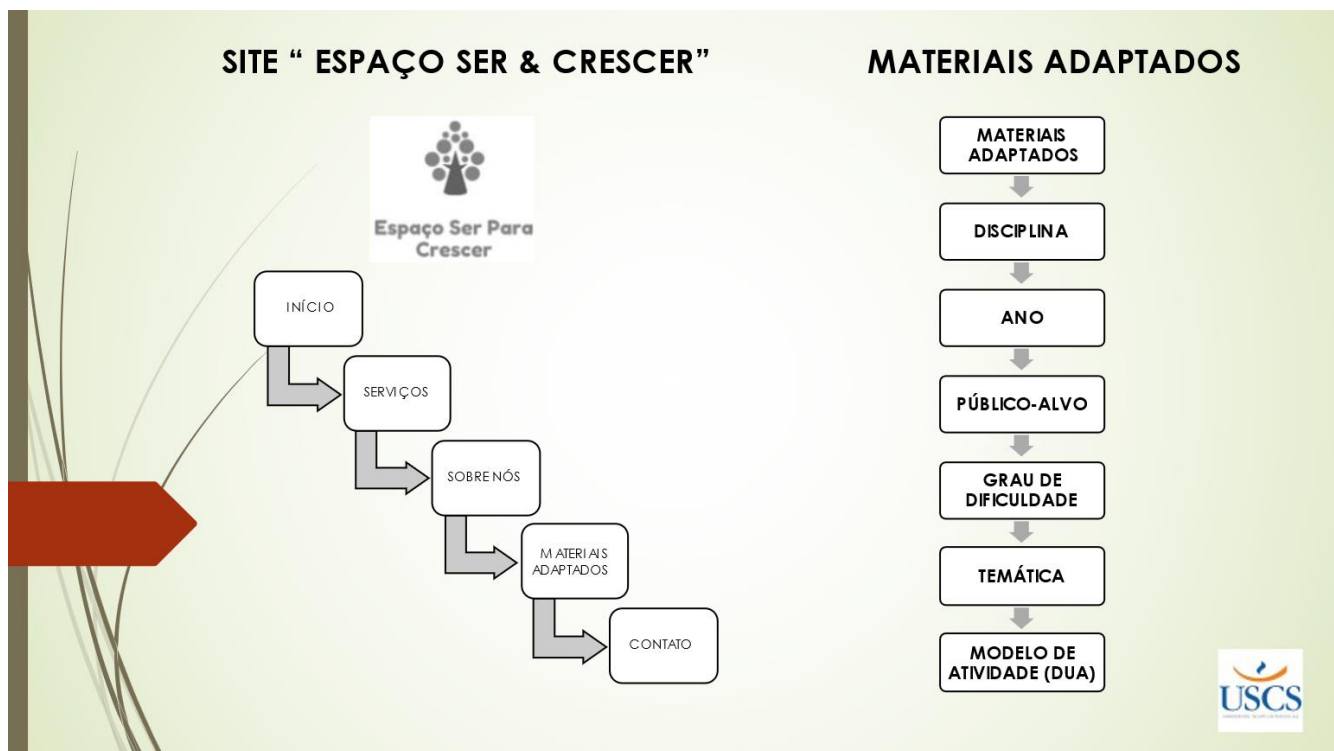 SITE “ ESPAÇO SER & CRESCER”
Espaço Ser Para
Crescer
INÍCIO
SERVIÇOS
SOBRE NÓS
MATERIAIS
ADAPTADOS
CONTATO
MATERIAIS ADAPTADOS
MATERIAIS
ADAPTADOS
DISCIPLINA
ANO
PÚBLICO-ALVO
GRAU DE
DIFICULDADE
TEMÁTICA
MODELO DE
ATIVIDADE (DUA)
USCS